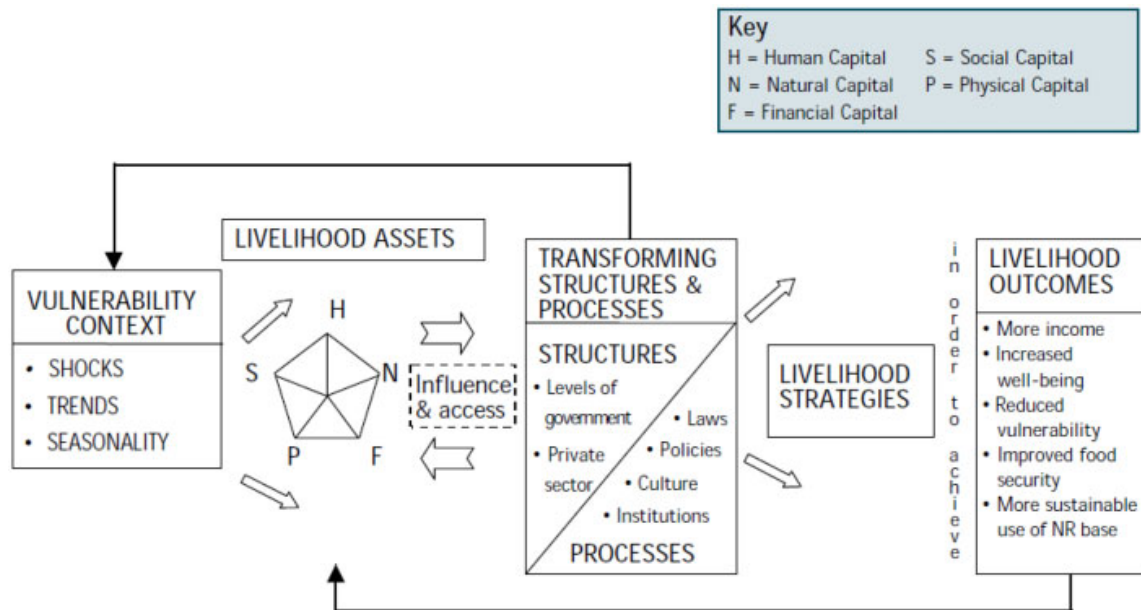 Key
H = Human Capital S = Social Capital
N = Natural Capital P = Physical Capital
F = Financial Capital
LIVELIHOOD ASSETS
VULNERABILITY
CONTEXT
• SHOCKS
• TRENDS
• SEASONALITY
H
S
N
P
F
Influence
& access
TRANSFORMING
STRUCTURES &
PROCESSES
STRUCTURES
• Levels of
government
• Private
sector
• Laws
• Policies
• Culture
• Institutions
PROCESSES
LIVELIHOOD
STRATEGIES
in order to achieve
LIVELIHOOD
OUTCOMES
• More income
• Increased
well-being
• Reduced
vulnerability
• Improved food
security
• More sustainable
use of NR base